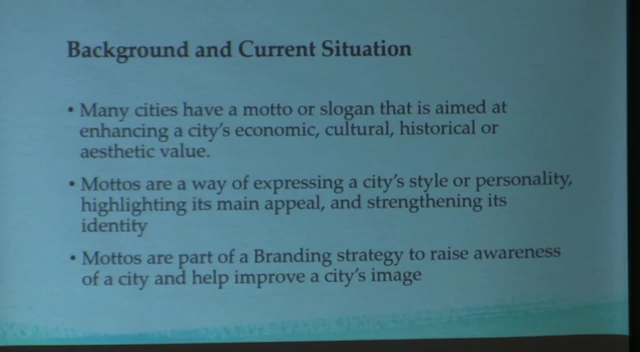 Background and Current Situation
• Many cities have a motto or slogan that is aimed at
enhancing a city's economic, cultural, historical or
aesthetic value.
• Mottos are a way of expressing a city's style or personality,
highlighting its main appeal, and strengthening its
identity
• Mottos are part of a Branding strategy to raise awareness
of a city and help improve a city's image